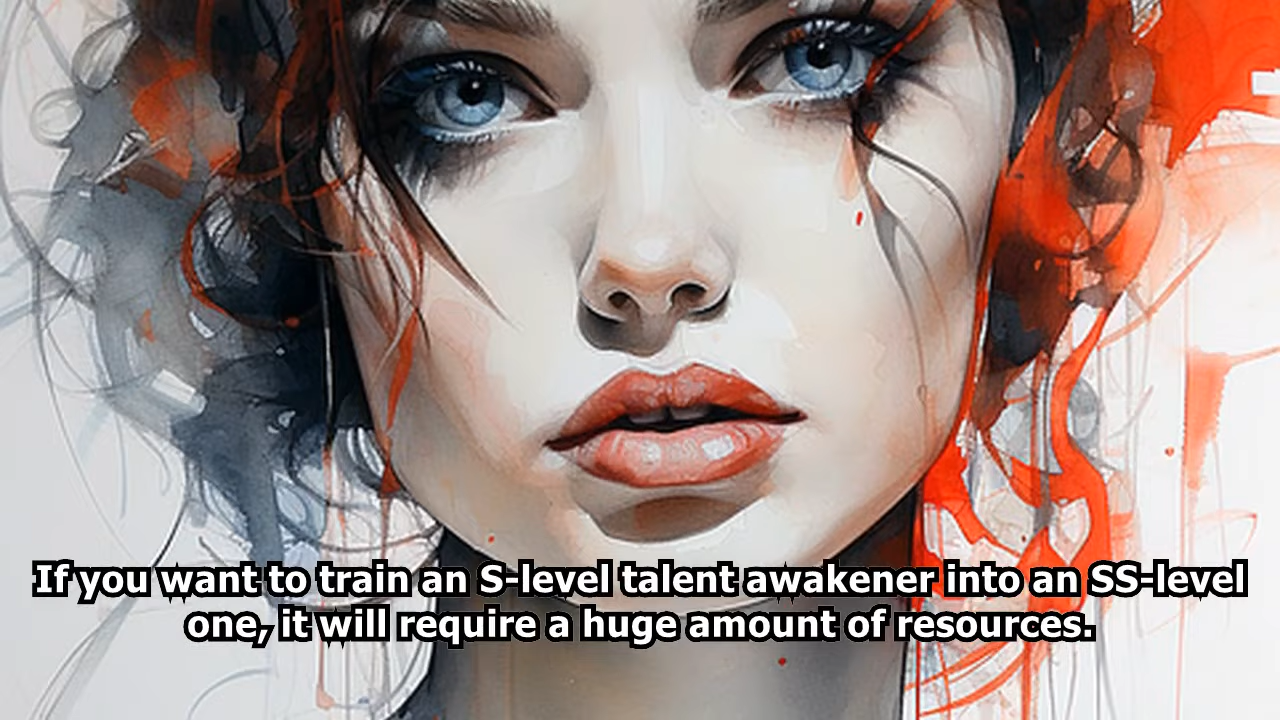 If you want to train an S-level talent awakener into an SS-level
one, it will require a huge amount of resources.